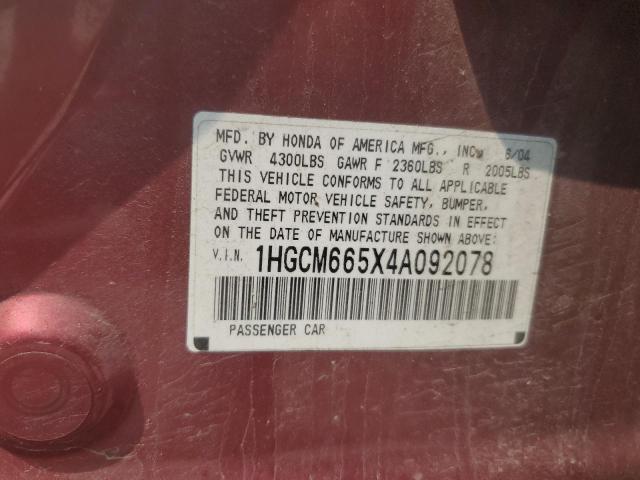 MFD. BY HONDA OF AMERICA MFG., INC. 6/04
GVWR 4300LBS GAWR F 2360LBS R 2005LBS
THIS VEHICLE CONFORMS TO ALL APPLICABLE
FEDERAL MOTOR VEHICLE SAFETY, BUMPER,
AND THEFT PREVENTION STANDARDS IN EFFECT
ON THE DATE OF MANUFACTURE SHOWN ABOVE:
V.I.N. 1HGCM665X4A092078
PASSENGER CAR